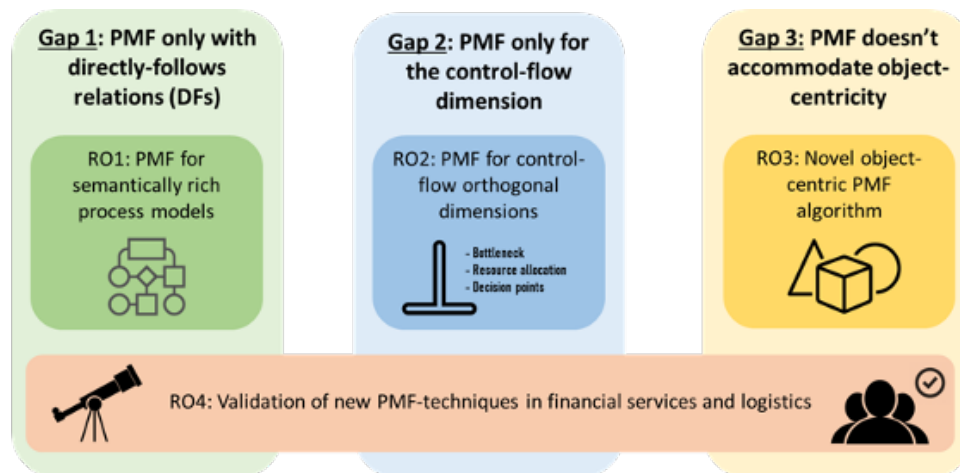 Gap 1: PMF only with
directly-follows
relations (DFs)
RO1: PMF for
semantically rich
process models
Gap 2: PMF only for
the control-flow
dimension
RO2: PMF for control-
flow orthogonal
dimensions
- Bottleneck
- Resource allocation
- Decision points
Gap 3: PMF doesn't
accommodate object-
centricity
RO3: Novel object-
centric PMF
algorithm
RO4: Validation of new PMF-techniques in financial services and logistics